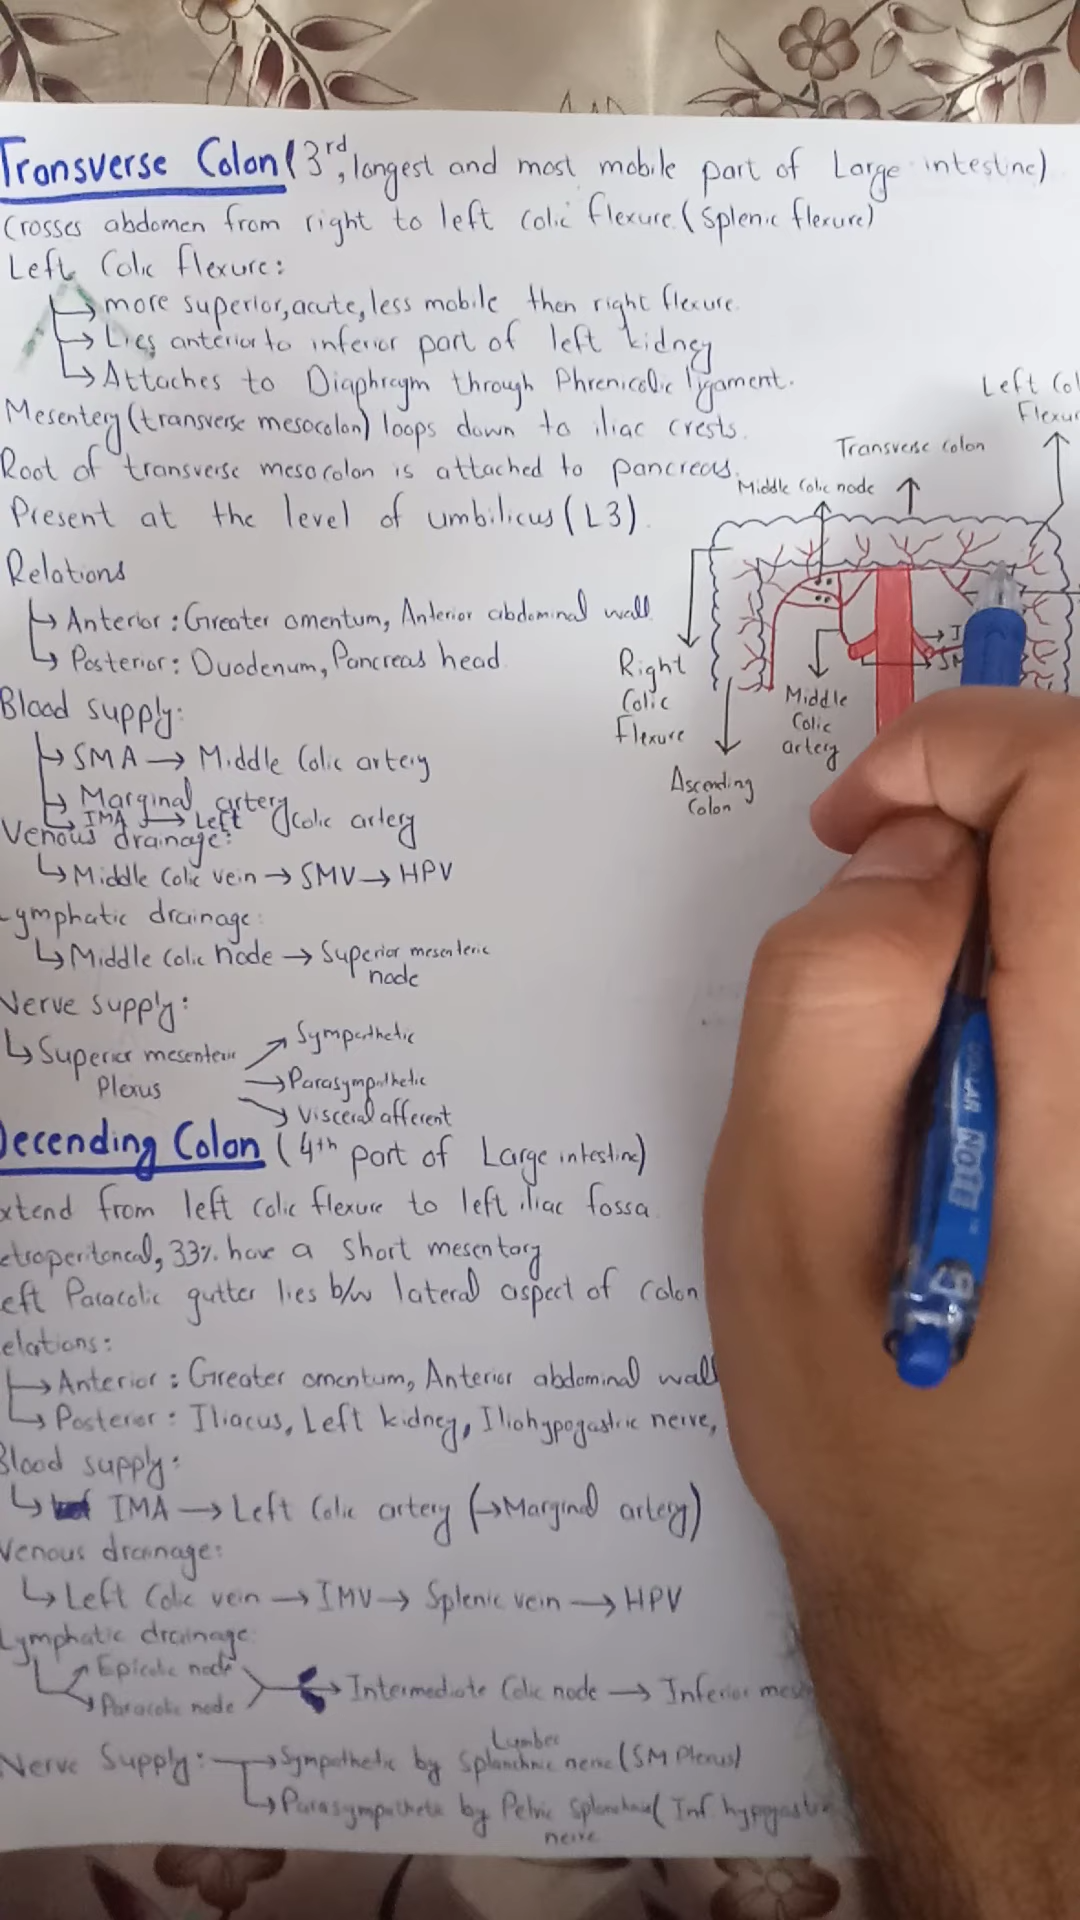 Transverse Colon (3rd, longest and most mobile part of Large intestine)
Crosses abdomen from right to left colic flexure (Splenic flexure)
Left Colic flexure:
↳ more superior, acute, less mobile then right flexure.
↳ Lies anterior to inferior part of left kidney
↳ Attaches to Diaphragm through Phrenicolic ligament.
Mesentery (transverse mesocolon) loops down to iliac crests.
Root of transverse mesocolon is attached to pancreas.
Present at the level of umbilicus (L3).
Left Col
Flexur
Transverse colon
Middle Colic node
Right
Colic
Flexure
Middle
Colic
artery
Ascending
Colon
Relations
↳ Anterior : Greater omentum, Anterior abdominal wall
↳ Posterior : Duodenum, Pancreas head
Blood supply:
↳ SMA → Middle Colic artery
↳ Marginal artery
↳ IMA → Left Colic artery
Venous drainage:
↳ Middle Colic vein → SMV → HPV
Lymphatic drainage:
↳ Middle Colic node → Superior mesenteric
node
Nerve supply:
↳ Superior mesenteric
Plexus
→ Sympathetic
→ Parasympathetic
→ Visceral afferent
Decending Colon (4th part of Large intestine)
xtend from left colic flexure to left iliac fossa
etroperitoneal, 33% have a short mesentary
eft Paracolic gutter lies b/w lateral aspect of colon
elations:
↳ Anterior : Greater omentum, Anterior abdominal wall
↳ Posterior : Iliacus, Left kidney, Iliohypogastric nerve,
Blood supply:
↳ IMA → Left Colic artery (→ Marginal artery)
Venous drainage:
↳ Left Colic vein → IMV → Splenic vein → HPV
Lymphatic drainage
Epicolic node
Paracolic node
→ Intermediate Colic node → Inferior mes
Lumber
Nerve Supply: → Sympathetic by Splanchnic nerve (SM Plexus)
↳ Parasympathetic by Pelvic Splanchnic (Inf hypogast
nerve